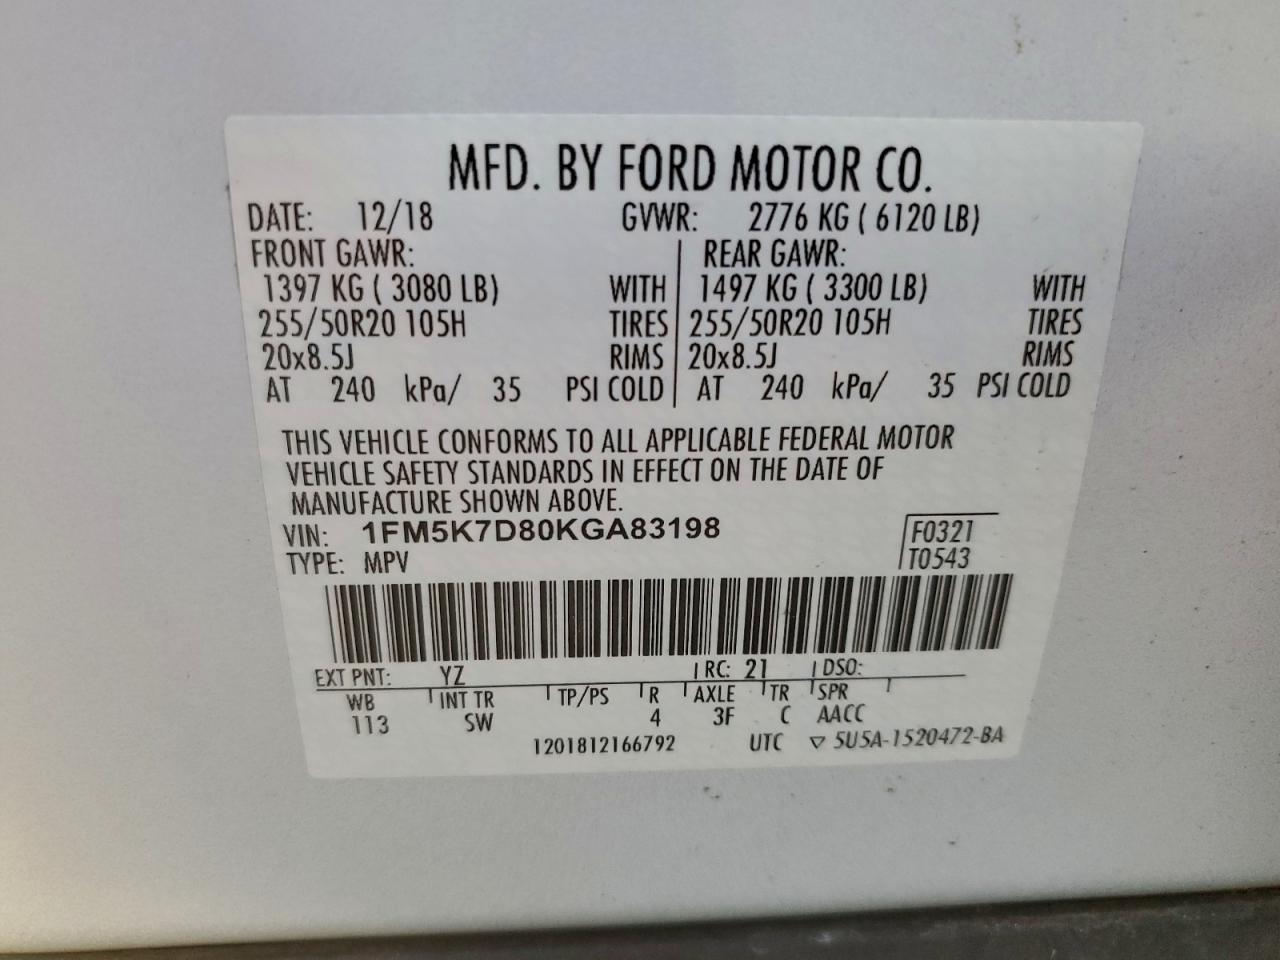 MFD. BY FORD MOTOR CO.
DATE: 12/18 GVWR: 2776 KG ( 6120 LB)
FRONT GAWR: REAR GAWR:
1397 KG ( 3080 LB) WITH 1497 KG ( 3300 LB) WITH
255/50R20 105H TIRES 255/50R20 105H TIRES
20x8.5J RIMS 20x8.5J RIMS
AT 240 kPa/ 35 PSI COLD AT 240 kPa/ 35 PSI COLD
THIS VEHICLE CONFORMS TO ALL APPLICABLE FEDERAL MOTOR
VEHICLE SAFETY STANDARDS IN EFFECT ON THE DATE OF
MANUFACTURE SHOWN ABOVE.
VIN: 1FM5K7D80KGA83198 F0321
TYPE: MPV T0543
EXT PNT: YZ RC: 21 DSO:
WB INT TR TP/PS R AXLE TR SPR
113 SW 4 3F C AACC
1201812166792 UTC ▽ 5U5A-1520472-BA